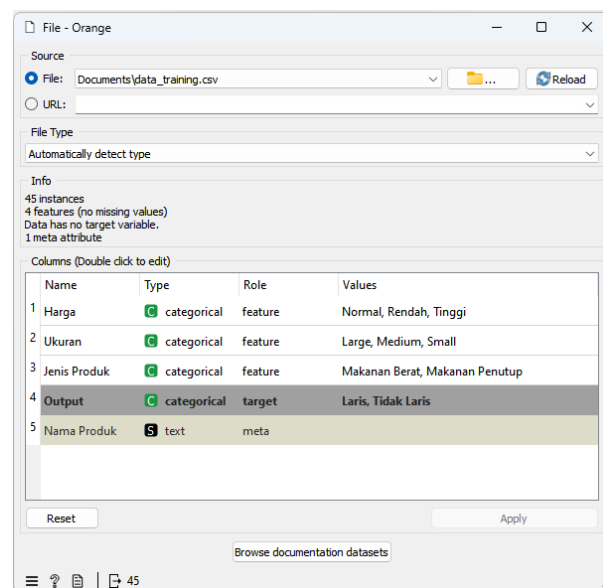 File - Orange
Source
File: Documents\data_training.csv ... Reload
URL:
File Type
Automatically detect type
Info
45 instances
4 features (no missing values)
Data has no target variable.
1 meta attribute
Columns (Double click to edit)
Name Type Role Values
1 Harga C categorical feature Normal, Rendah, Tinggi
2 Ukuran C categorical feature Large, Medium, Small
3 Jenis Produk C categorical feature Makanan Berat, Makanan Penutup
4 Output C categorical target Laris, Tidak Laris
5 Nama Produk S text meta
Reset Apply
Browse documentation datasets
? 45